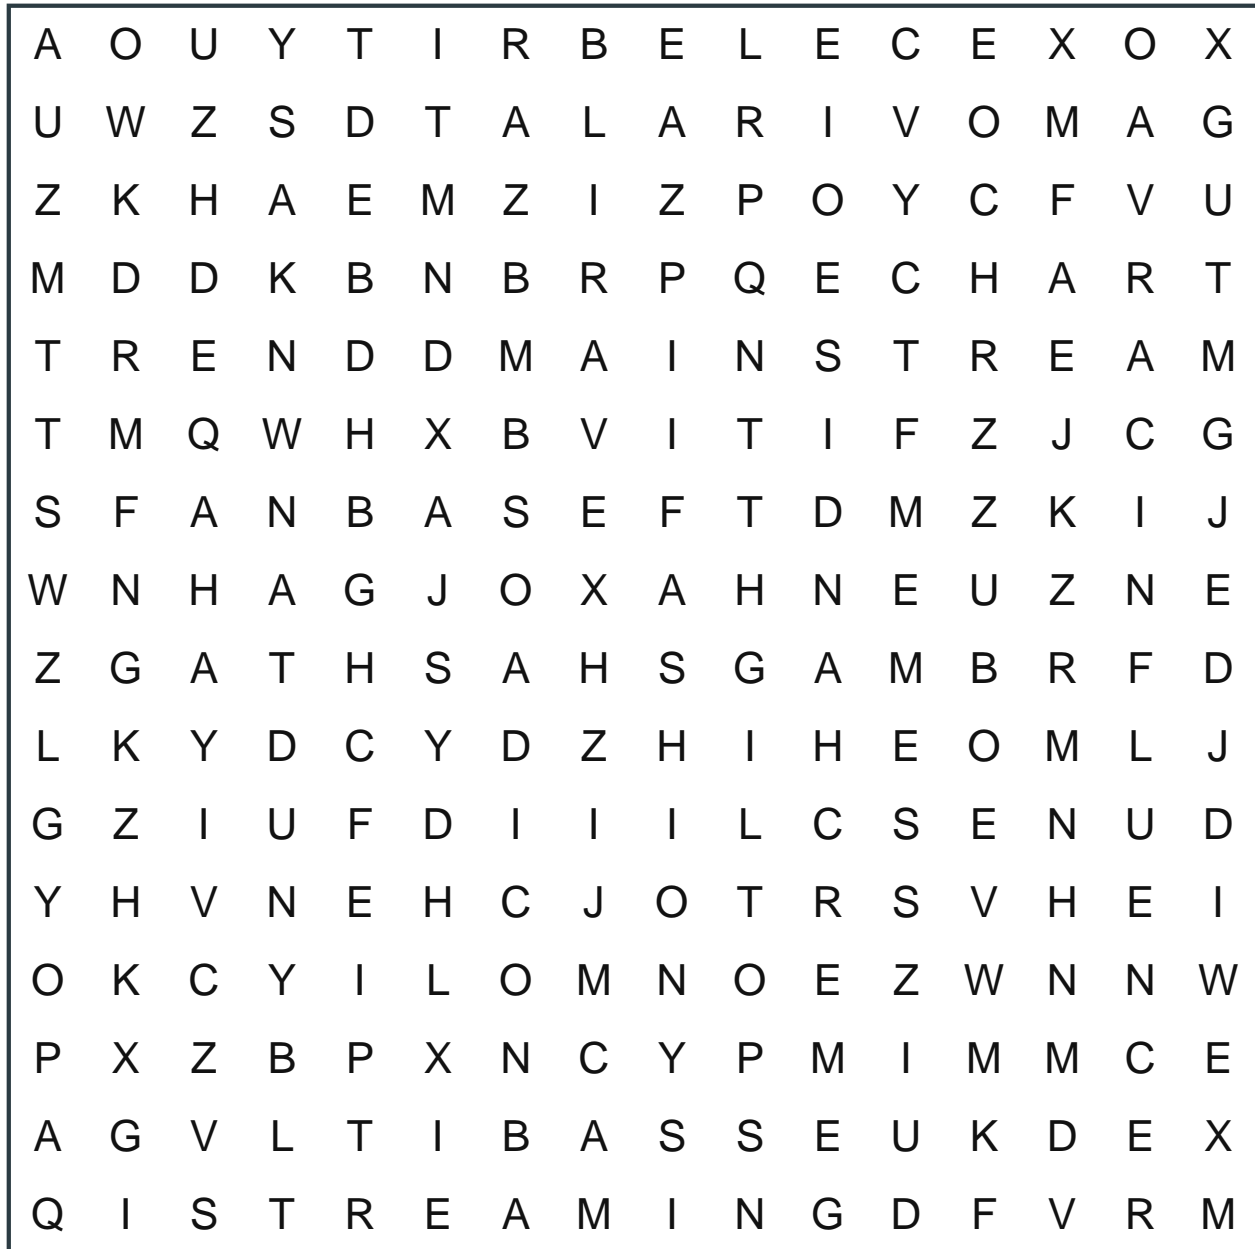 A O U Y T I R B E L E C E X O X
U W Z S D T A L A R I V O M A G
Z K H A E M Z I Z P O Y C F V U
M D D K B N B R P Q E C H A R T
T R E N D D M A I N S T R E A M
T M Q W H X B V I T I F Z J C G
S F A N B A S E F T D M Z K I J
W N H A G J O X A H N E U Z N E
Z G A T H S A H S G A M B R F D
L K Y D C Y D Z H I H E O M L J
G Z I U F D I I I L C S E N U D
Y H V N E H C J O T R S V H E I
O K C Y I L O M N O E Z W N N W
P X Z B P X N C Y P M I M M C E
A G V L T I B A S S E U K D E X
Q I S T R E A M I N G D F V R M